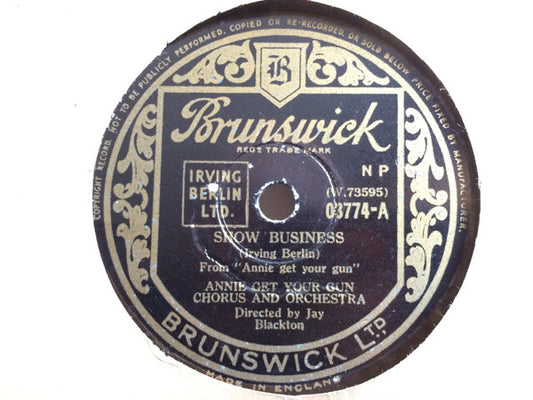 COPYRIGHT RECORD. NOT TO BE PUBLICLY PERFORMED. COPIED OR RE-RECORDED, OR SOLD BELOW PRICE FIXED BY MANUFACTURER.
B
Brunswick
REGD TRADE MARK
IRVING
BERLIN
LTD.
N P
(W.73595)
03774-A
SHOW BUSINESS
(Irving Berlin)
From "Annie get your gun"
ANNIE GET YOUR GUN
CHORUS AND ORCHESTRA
Directed by Jay
Blackton
BRUNSWICK LTD.
MADE IN ENGLAND